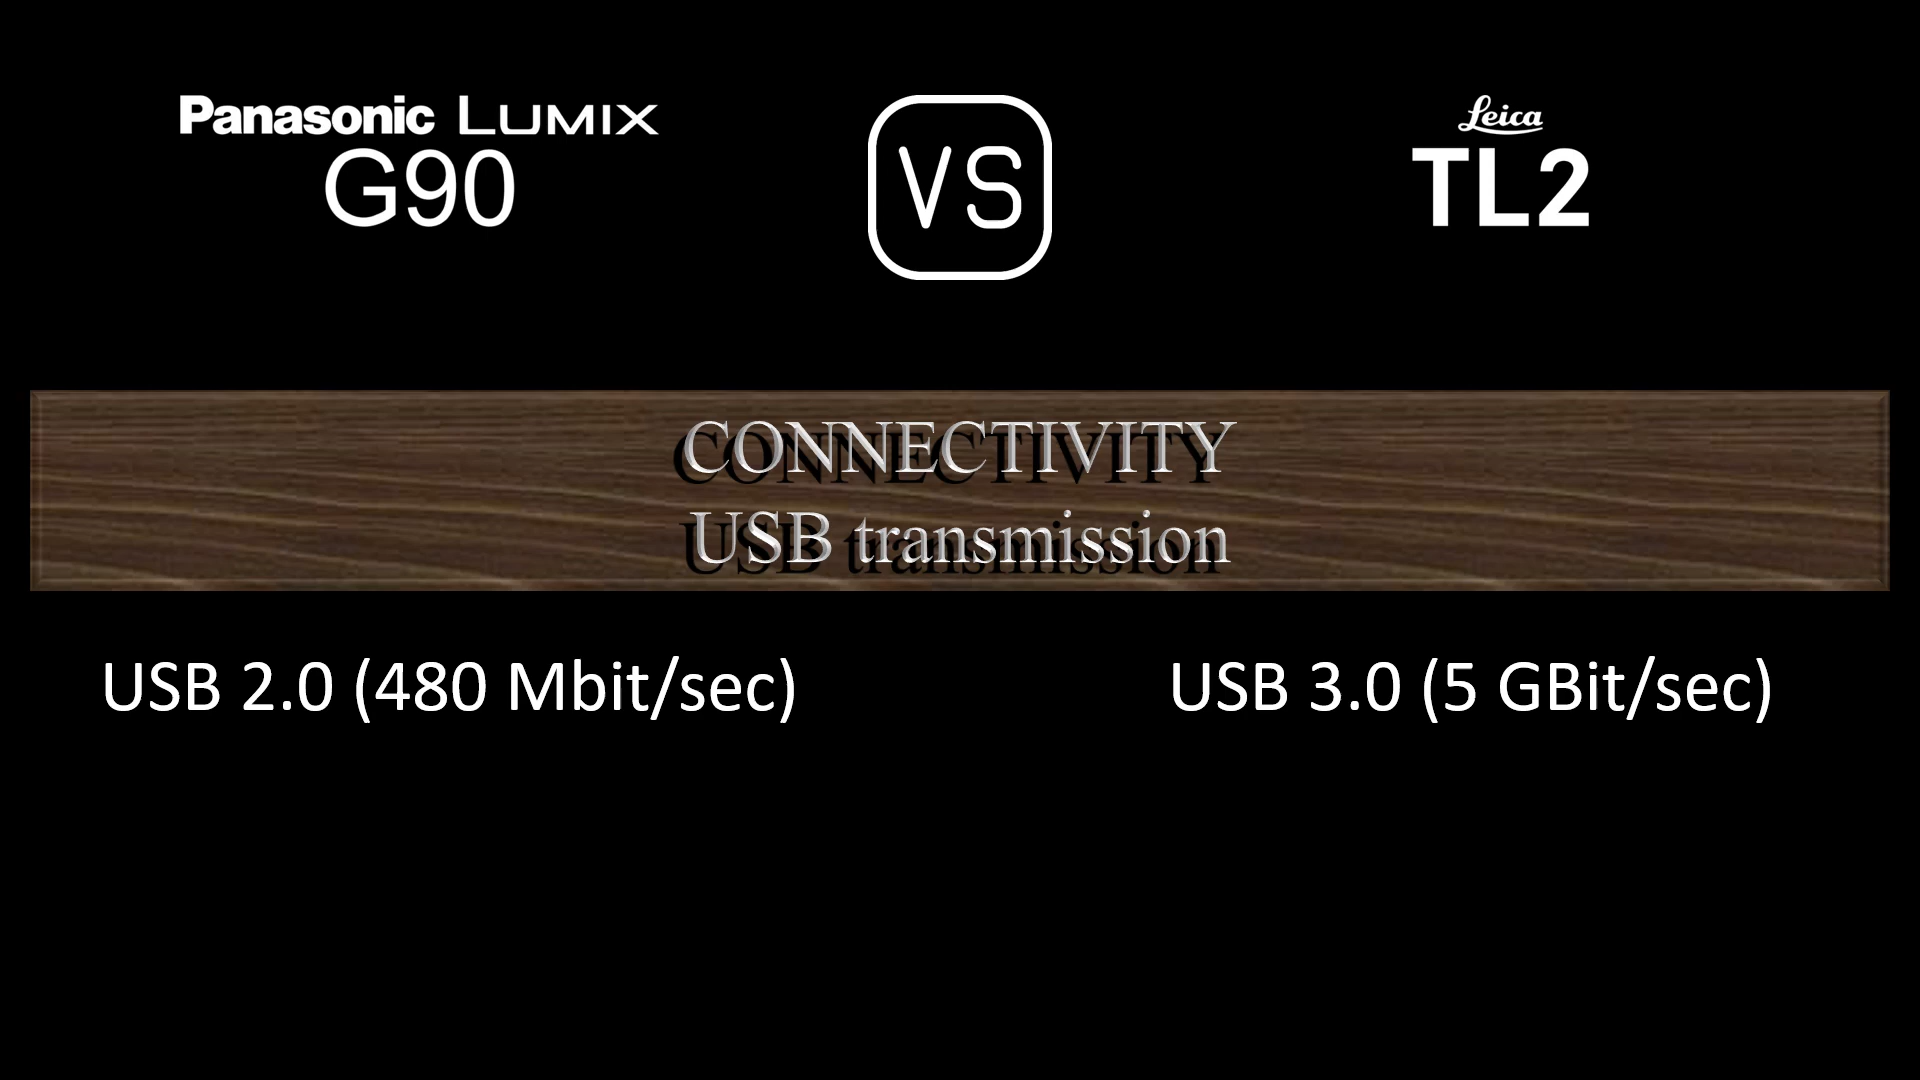 Panasonic LUMIX
G90
VS
Leica
TL2
CONNECTIVITY
USB transmission
USB 2.0 (480 Mbit/sec)
USB 3.0 (5 GBit/sec)